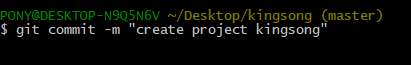 PONY@DESKTOP-N9Q5N6V ~/Desktop/kingsong (master)
$ git commit -m "create project kingsong"